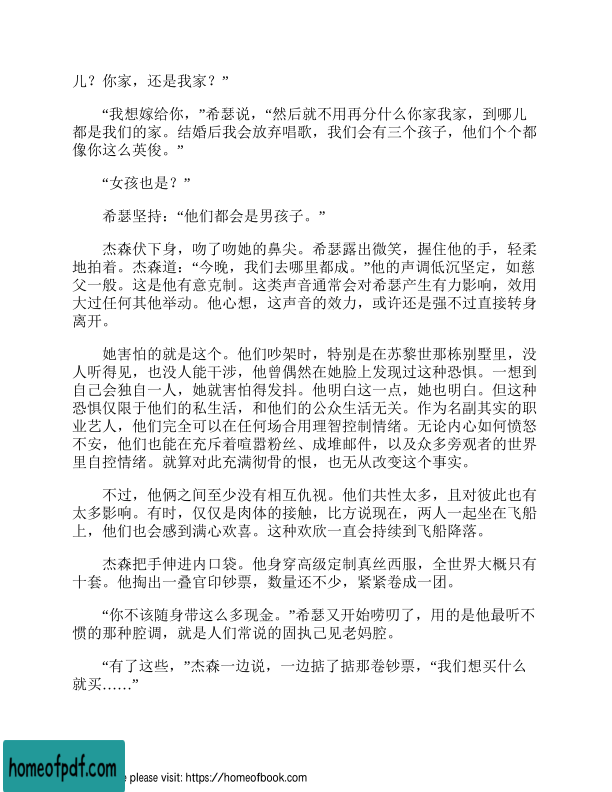 儿？你家，还是我家？”
“我想嫁给你，”希瑟说，“然后就不用再分什么你家我家，到哪儿
都是我们的家。结婚后我会放弃唱歌，我们会有三个孩子，他们个个都
像你这么英俊。”
“女孩也是？”
希瑟坚持：“他们都会是男孩子。”
杰森伏下身，吻了吻她的鼻尖。希瑟露出微笑，握住他的手，轻柔
地拍着。杰森道：“今晚，我们去哪里都成。”他的声调低沉坚定，如慈
父一般。这是他有意克制。这类声音通常会对希瑟产生有力影响，效用
大过任何其他举动。他心想，这声音的效力，或许还是强不过直接转身
离开。
她害怕的就是这个。他们吵架时，特别是在苏黎世那栋别墅里，没
人听得见，也没人能干涉，他曾偶然在她脸上发现过这种恐惧。一想到
自己会独自一人，她就害怕得发抖。他明白这一点，她也明白。但这种
恐惧仅限于他们的私生活，和他们的公众生活无关。作为名副其实的职
业艺人，他们完全可以在任何场合用理智控制情绪。无论内心如何愤怒
不安，他们也能在充斥着喧嚣粉丝、成堆邮件，以及众多旁观者的世界
里自控情绪。就算对此充满彻骨的恨，也无从改变这个事实。
不过，他俩之间至少没有相互仇视。他们共性太多，且对彼此也有
太多影响。有时，仅仅是肉体的接触，比方说现在，两人一起坐在飞船
上，他们也会感到满心欢喜。这种欢欣一直会持续到飞船降落。
杰森把手伸进内口袋。他身穿高级定制真丝西服，全世界大概只有
十套。他掏出一叠官印钞票，数量还不少，紧紧卷成一团。
“你不该随身带这么多现金。”希瑟又开始唠叨了，用的是他最听不
惯的那种腔调，就是人们常说的固执己见老妈腔。
“有了这些，”杰森一边说，一边掂了掂那卷钞票，“我们想买什么
就买……”
homeofpdf.com
e please visit: https://homeofbook.com